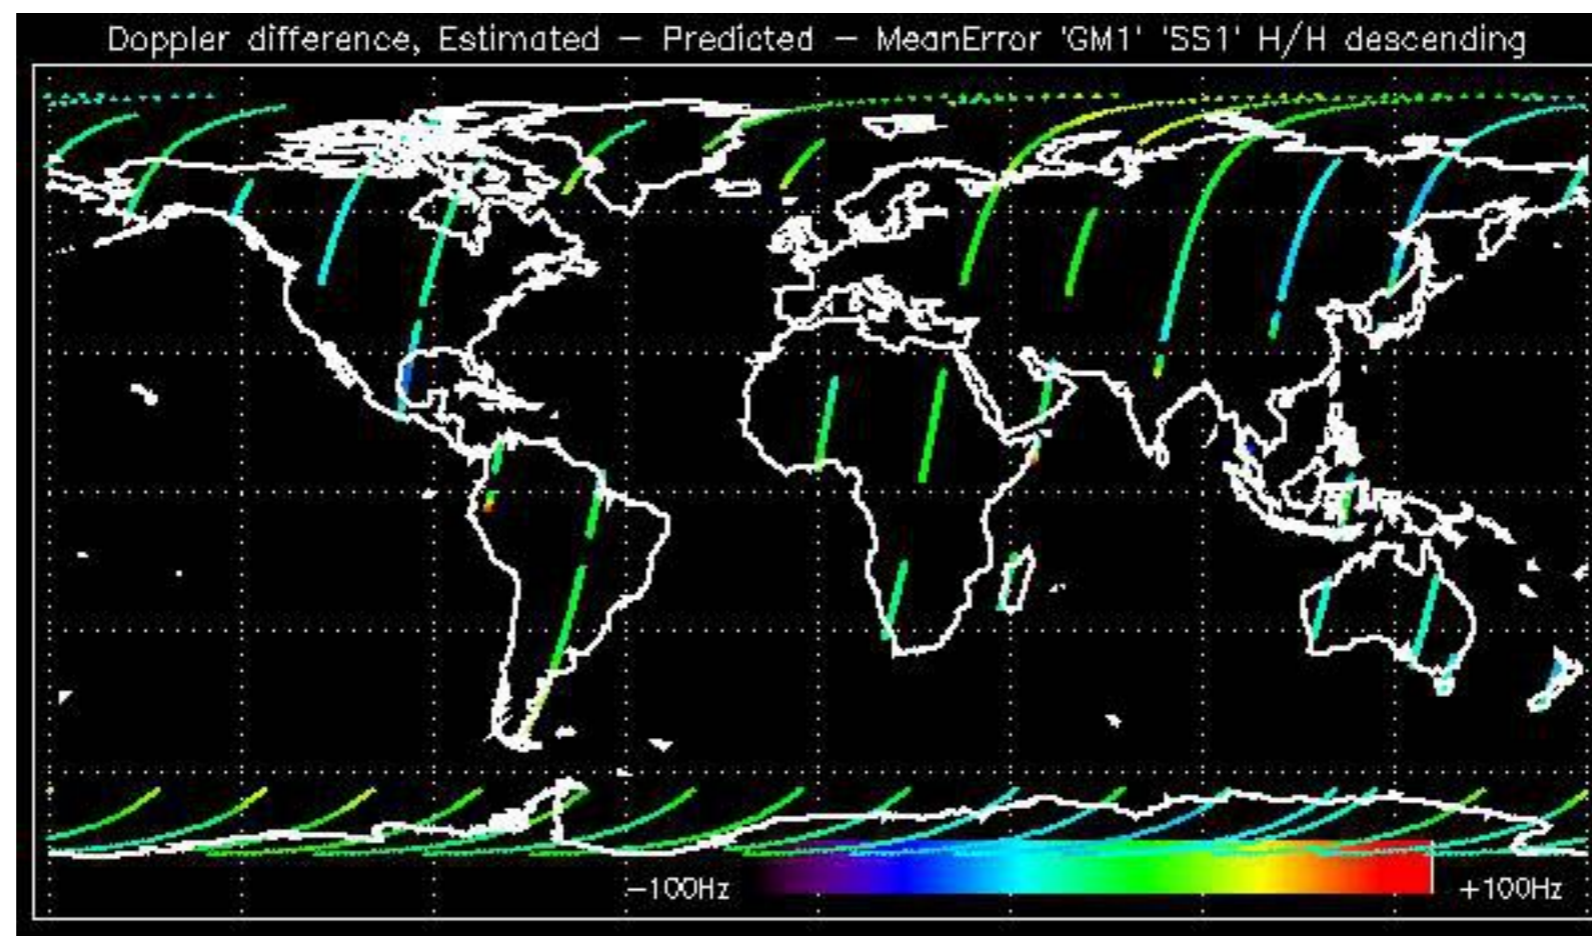 Doppler difference, Estimated – Predicted – MeanError 'GM1' 'SS1' H/H descending
–100Hz
+100Hz